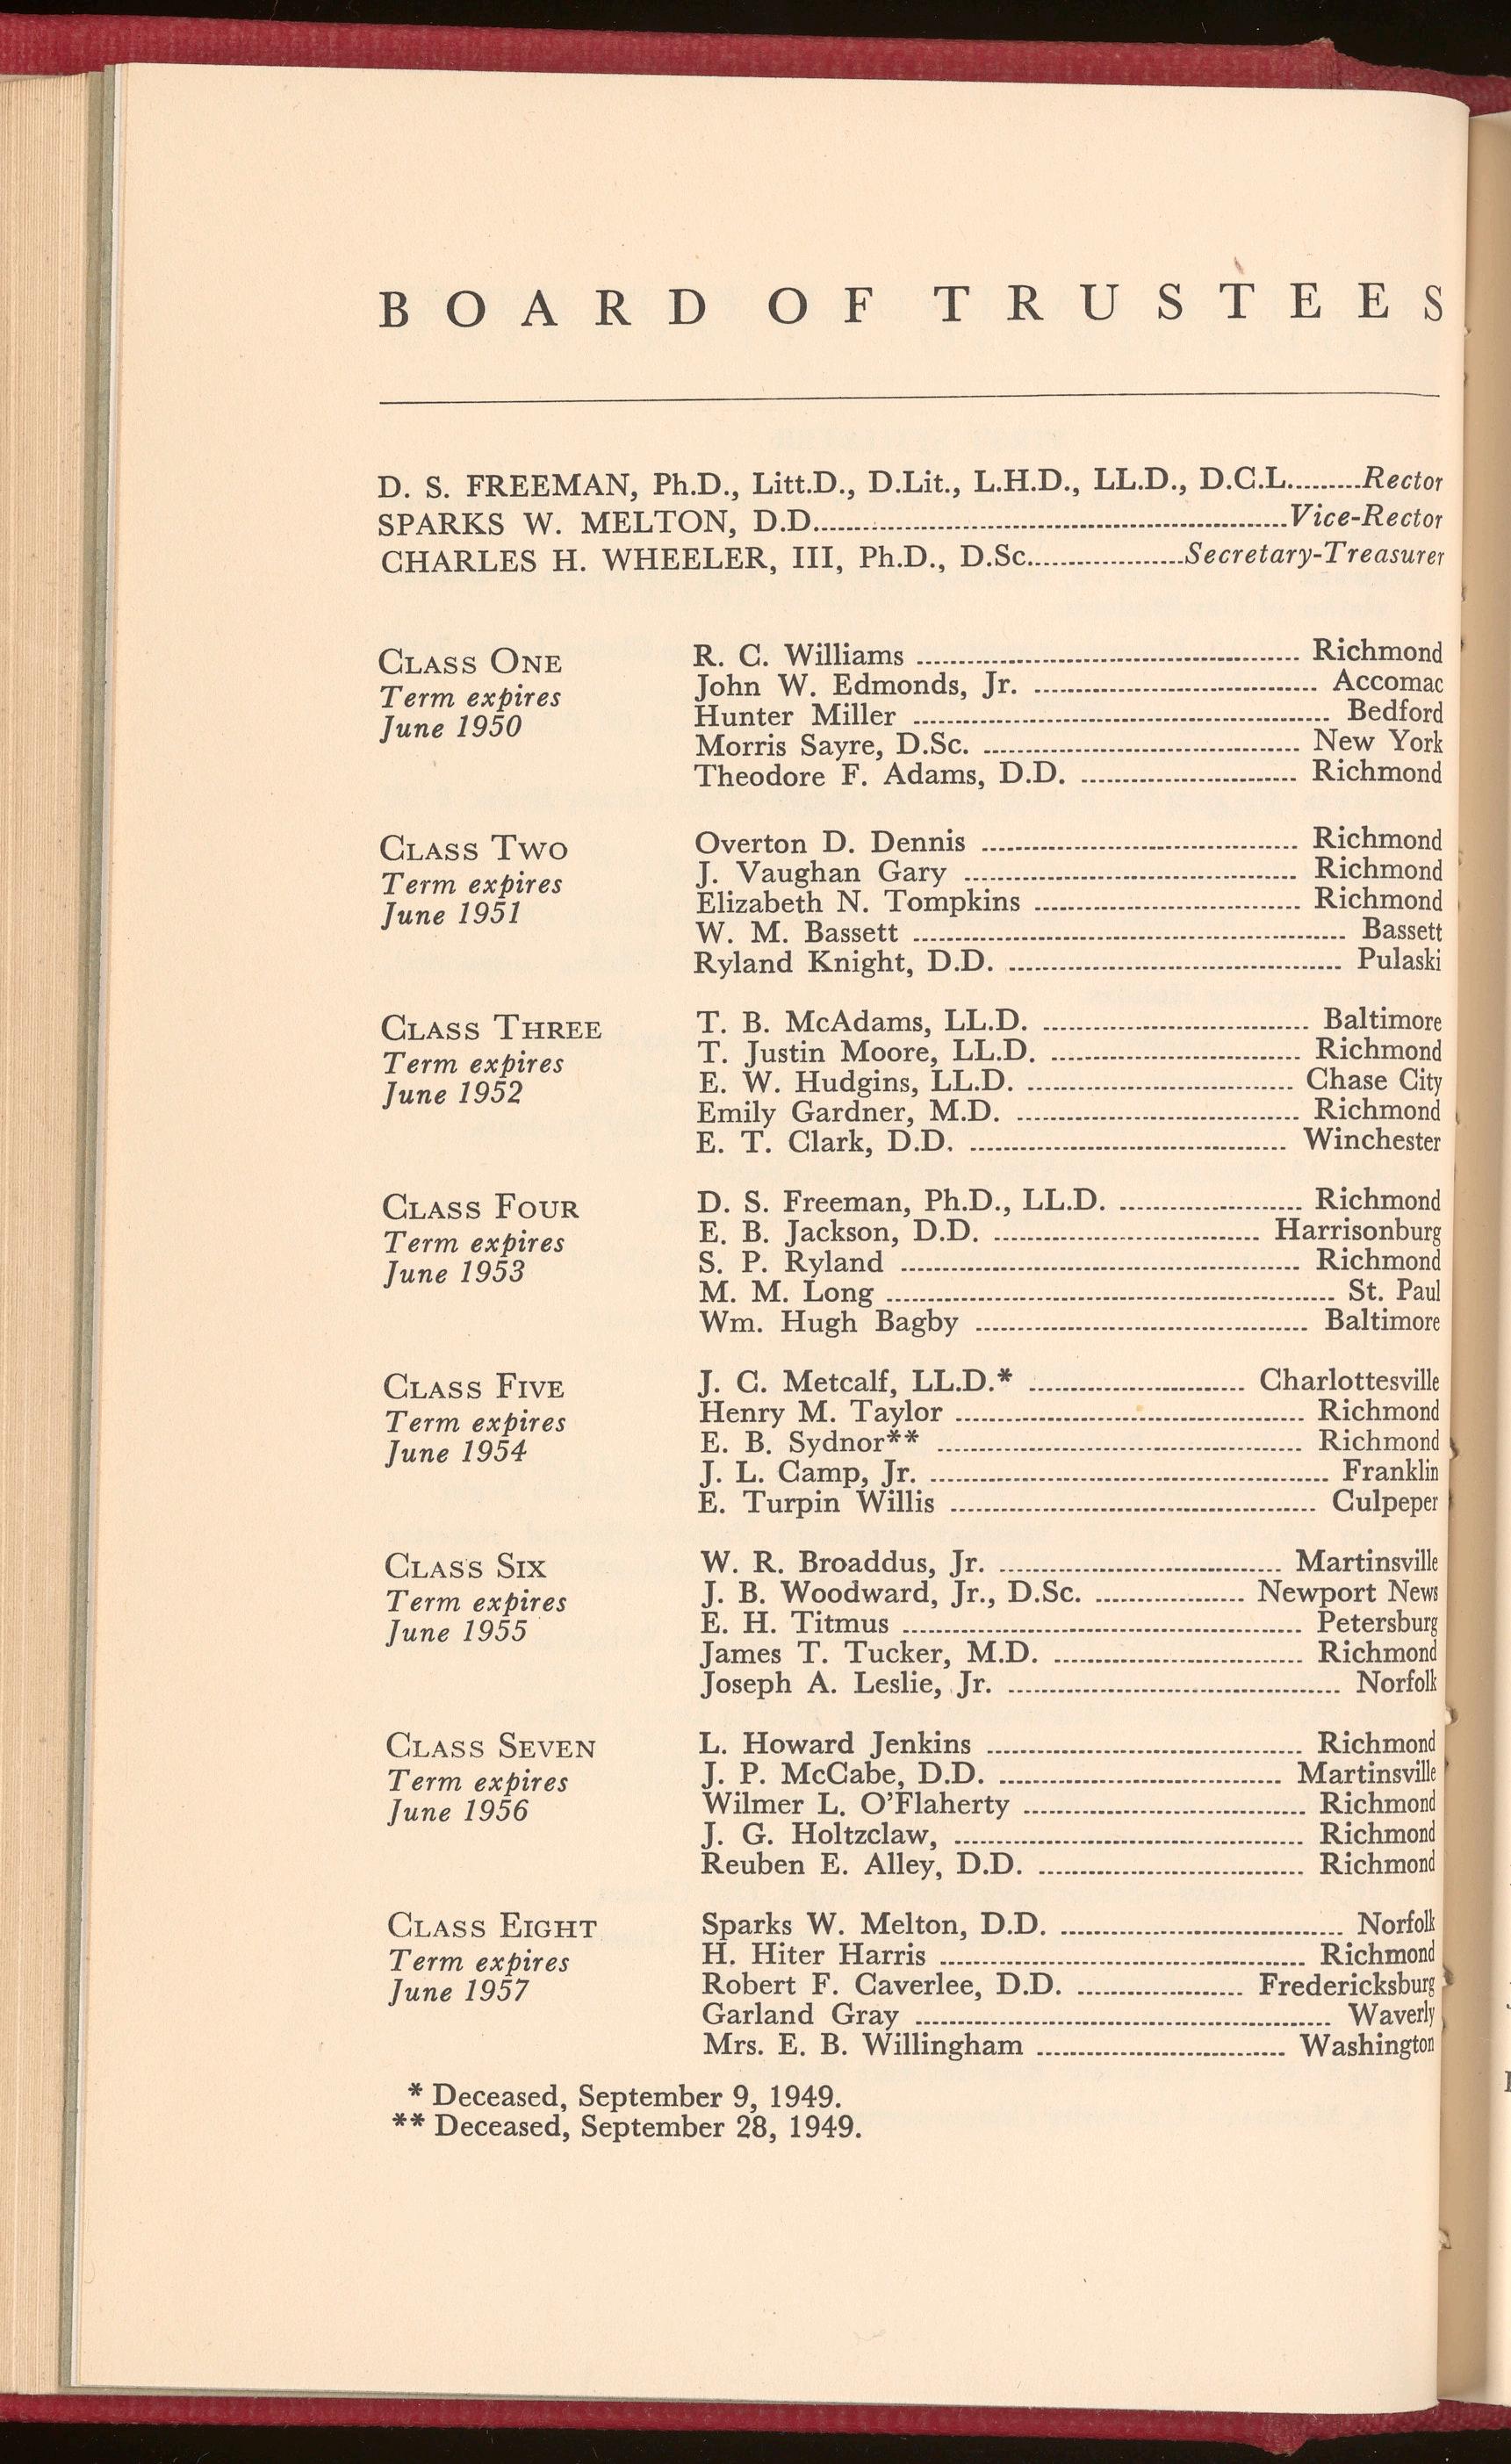 BOARD OF TRUSTEES
D. S. FREEMAN, Ph.D., Litt.D., D.Lit., L.H.D., LL.D., D.C.L.........Rector
SPARKS W. MELTON, D.D.........Vice-Rector
CHARLES H. WHEELER, III, Ph.D., D.Sc.........Secretary-Treasurer
CLASS ONE
Term expires
June 1950
R. C. Williams ........ Richmond
John W. Edmonds, Jr. ........ Accomac
Hunter Miller ........ Bedford
Morris Sayre, D.Sc. ........ New York
Theodore F. Adams, D.D. ........ Richmond
CLASS TWO
Term expires
June 1951
Overton D. Dennis ........ Richmond
J. Vaughan Gary ........ Richmond
Elizabeth N. Tompkins ........ Richmond
W. M. Bassett ........ Bassett
Ryland Knight, D.D. ........ Pulaski
CLASS THREE
Term expires
June 1952
T. B. McAdams, LL.D. ........ Baltimore
T. Justin Moore, LL.D. ........ Richmond
E. W. Hudgins, LL.D. ........ Chase City
Emily Gardner, M.D. ........ Richmond
E. T. Clark, D.D. ........ Winchester
CLASS FOUR
Term expires
June 1953
D. S. Freeman, Ph.D., LL.D. ........ Richmond
E. B. Jackson, D.D. ........ Harrisonburg
S. P. Ryland ........ Richmond
M. M. Long ........ St. Paul
Wm. Hugh Bagby ........ Baltimore
CLASS FIVE
Term expires
June 1954
J. C. Metcalf, LL.D.* ........ Charlottesville
Henry M. Taylor ........ Richmond
E. B. Sydnor** ........ Richmond
J. L. Camp, Jr. ........ Franklin
E. Turpin Willis ........ Culpeper
CLASS SIX
Term expires
June 1955
W. R. Broaddus, Jr. ........ Martinsville
J. B. Woodward, Jr., D.Sc. ........ Newport News
E. H. Titmus ........ Petersburg
James T. Tucker, M.D. ........ Richmond
Joseph A. Leslie, Jr. ........ Norfolk
CLASS SEVEN
Term expires
June 1956
L. Howard Jenkins ........ Richmond
J. P. McCabe, D.D. ........ Martinsville
Wilmer L. O'Flaherty ........ Richmond
J. G. Holtzclaw, ........ Richmond
Reuben E. Alley, D.D. ........ Richmond
CLASS EIGHT
Term expires
June 1957
Sparks W. Melton, D.D. ........ Norfolk
H. Hiter Harris ........ Richmond
Robert F. Caverlee, D.D. ........ Fredericksburg
Garland Gray ........ Waverly
Mrs. E. B. Willingham ........ Washington
* Deceased, September 9, 1949.
** Deceased, September 28, 1949.